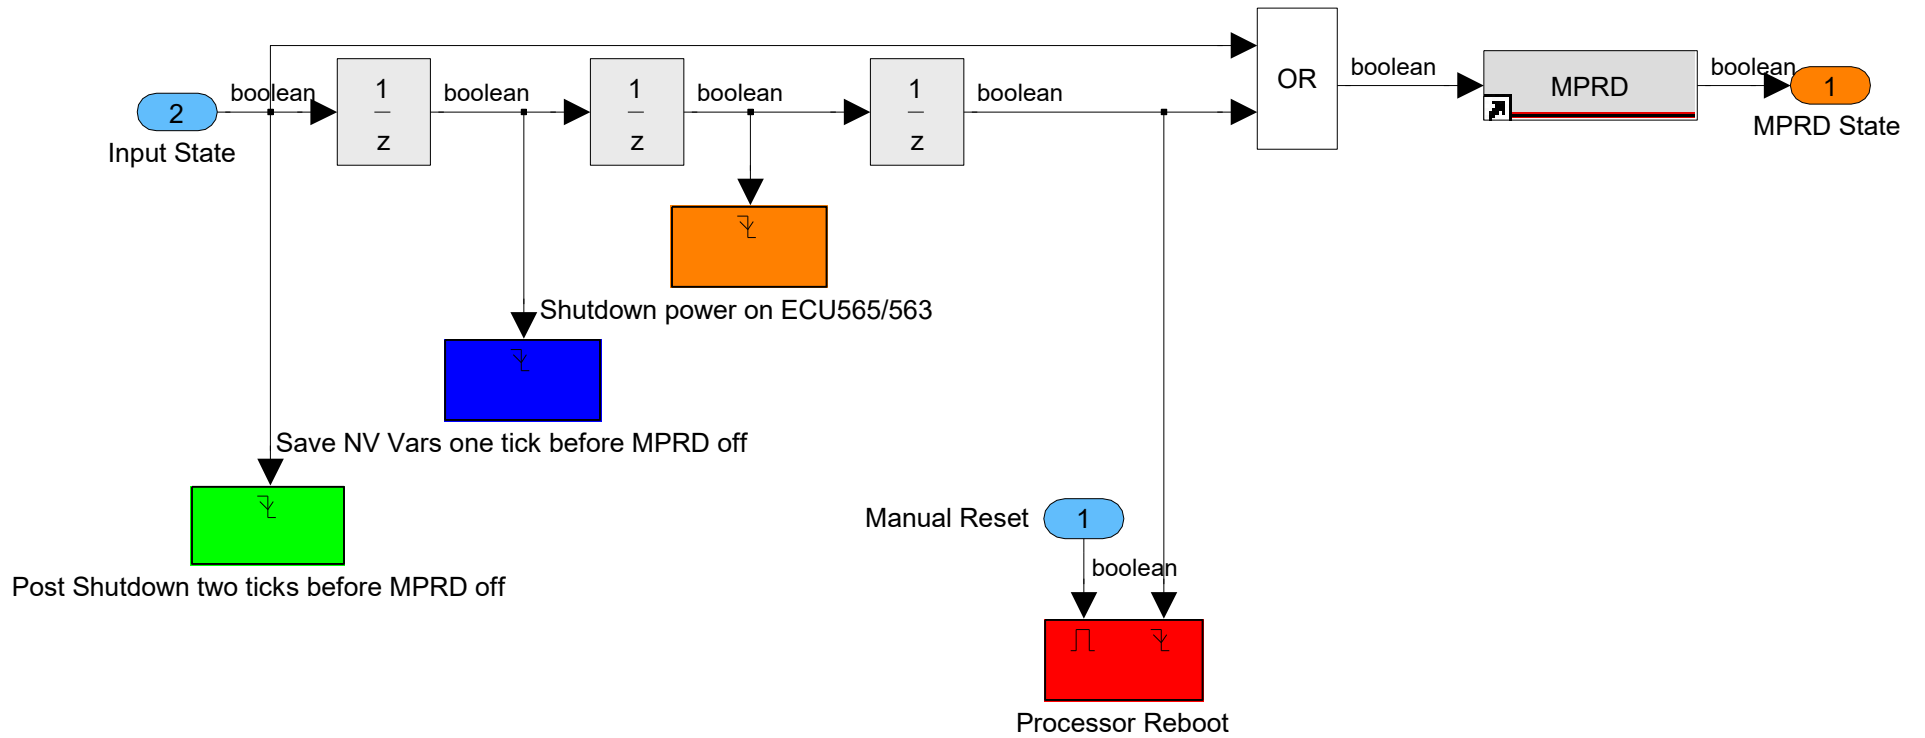 boolean
boolean
boolean
boolean
OR
boolean
MPRD
boolean
1
MPRD State
2
Input State
1
z
1
z
1
z
Shutdown power on ECU565/563
Save NV Vars one tick before MPRD off
Post Shutdown two ticks before MPRD off
Manual Reset
1
boolean
Processor Reboot